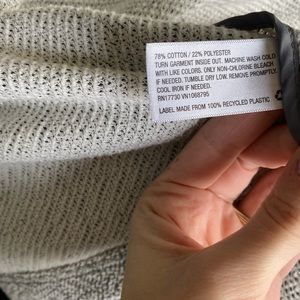 78% COTTON / 22% POLYESTER
TURN GARMENT INSIDE OUT. MACHINE WASH COLD
WITH LIKE COLORS. ONLY NON-CHLORINE BLEACH
IF NEEDED. TUMBLE DRY LOW. REMOVE PROMPTLY.
COOL IRON IF NEEDED.
RN17730 VN1068795
LABEL MADE FROM 100% RECYCLED PLASTIC